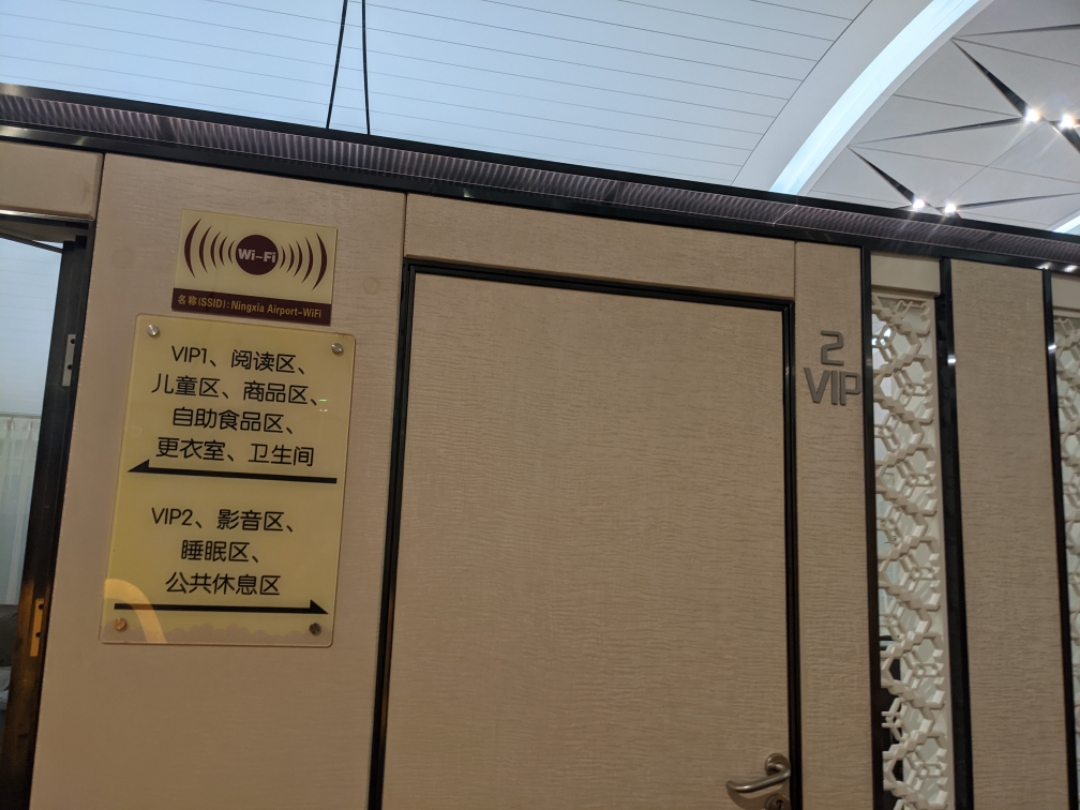 Wi-Fi
名称(SSID): Ningxia Airport-WiFi
VIP1、阅读区、
儿童区、商品区、
自助食品区、
更衣室、卫生间
VIP2、影音区、
睡眠区、
公共休息区
2
VIP